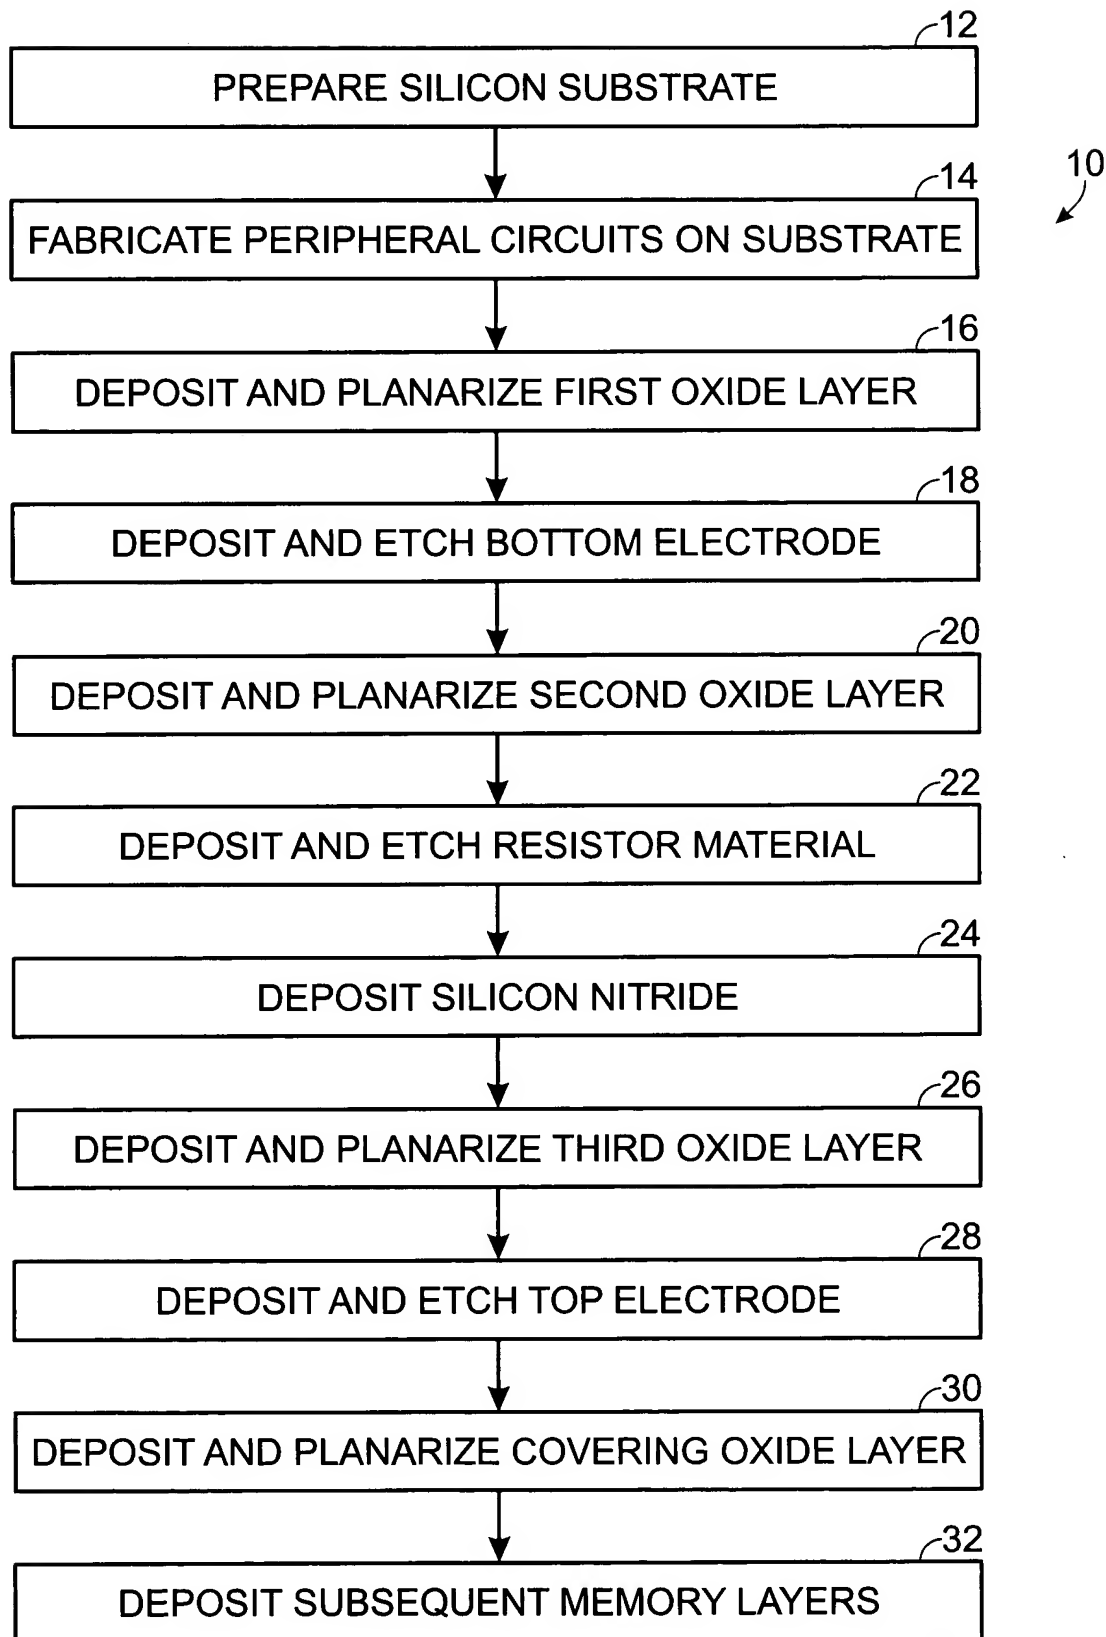 12
PREPARE SILICON SUBSTRATE
10
14
FABRICATE PERIPHERAL CIRCUITS ON SUBSTRATE
16
DEPOSIT AND PLANARIZE FIRST OXIDE LAYER
18
DEPOSIT AND ETCH BOTTOM ELECTRODE
20
DEPOSIT AND PLANARIZE SECOND OXIDE LAYER
22
DEPOSIT AND ETCH RESISTOR MATERIAL
24
DEPOSIT SILICON NITRIDE
26
DEPOSIT AND PLANARIZE THIRD OXIDE LAYER
28
DEPOSIT AND ETCH TOP ELECTRODE
30
DEPOSIT AND PLANARIZE COVERING OXIDE LAYER
32
DEPOSIT SUBSEQUENT MEMORY LAYERS